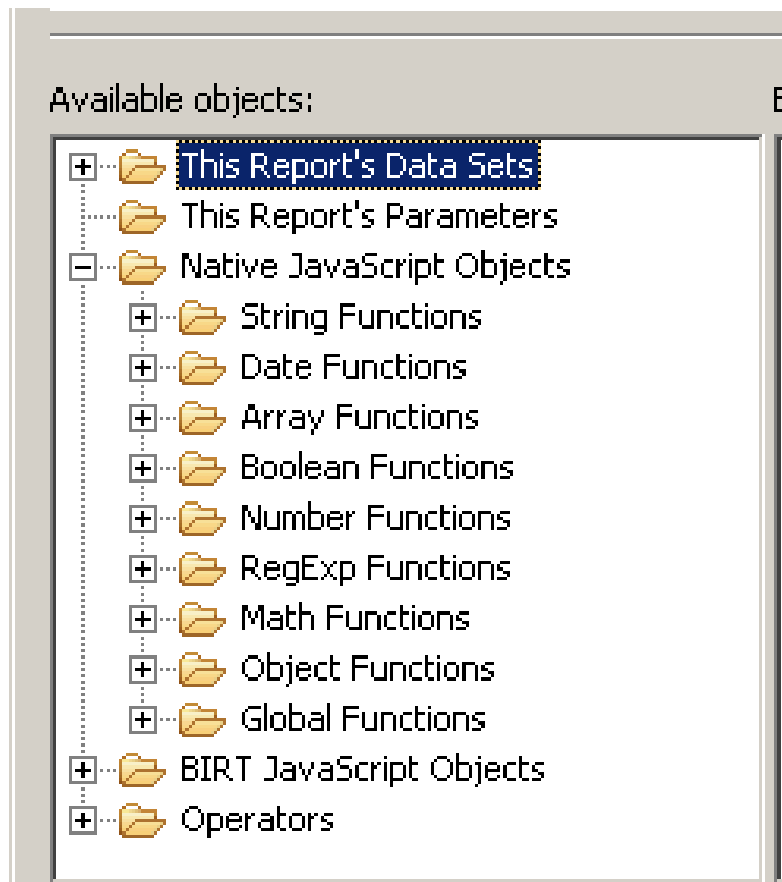 Available objects:
This Report's Data Sets
This Report's Parameters
Native JavaScript Objects
String Functions
Date Functions
Array Functions
Boolean Functions
Number Functions
RegExp Functions
Math Functions
Object Functions
Global Functions
BIRT JavaScript Objects
Operators